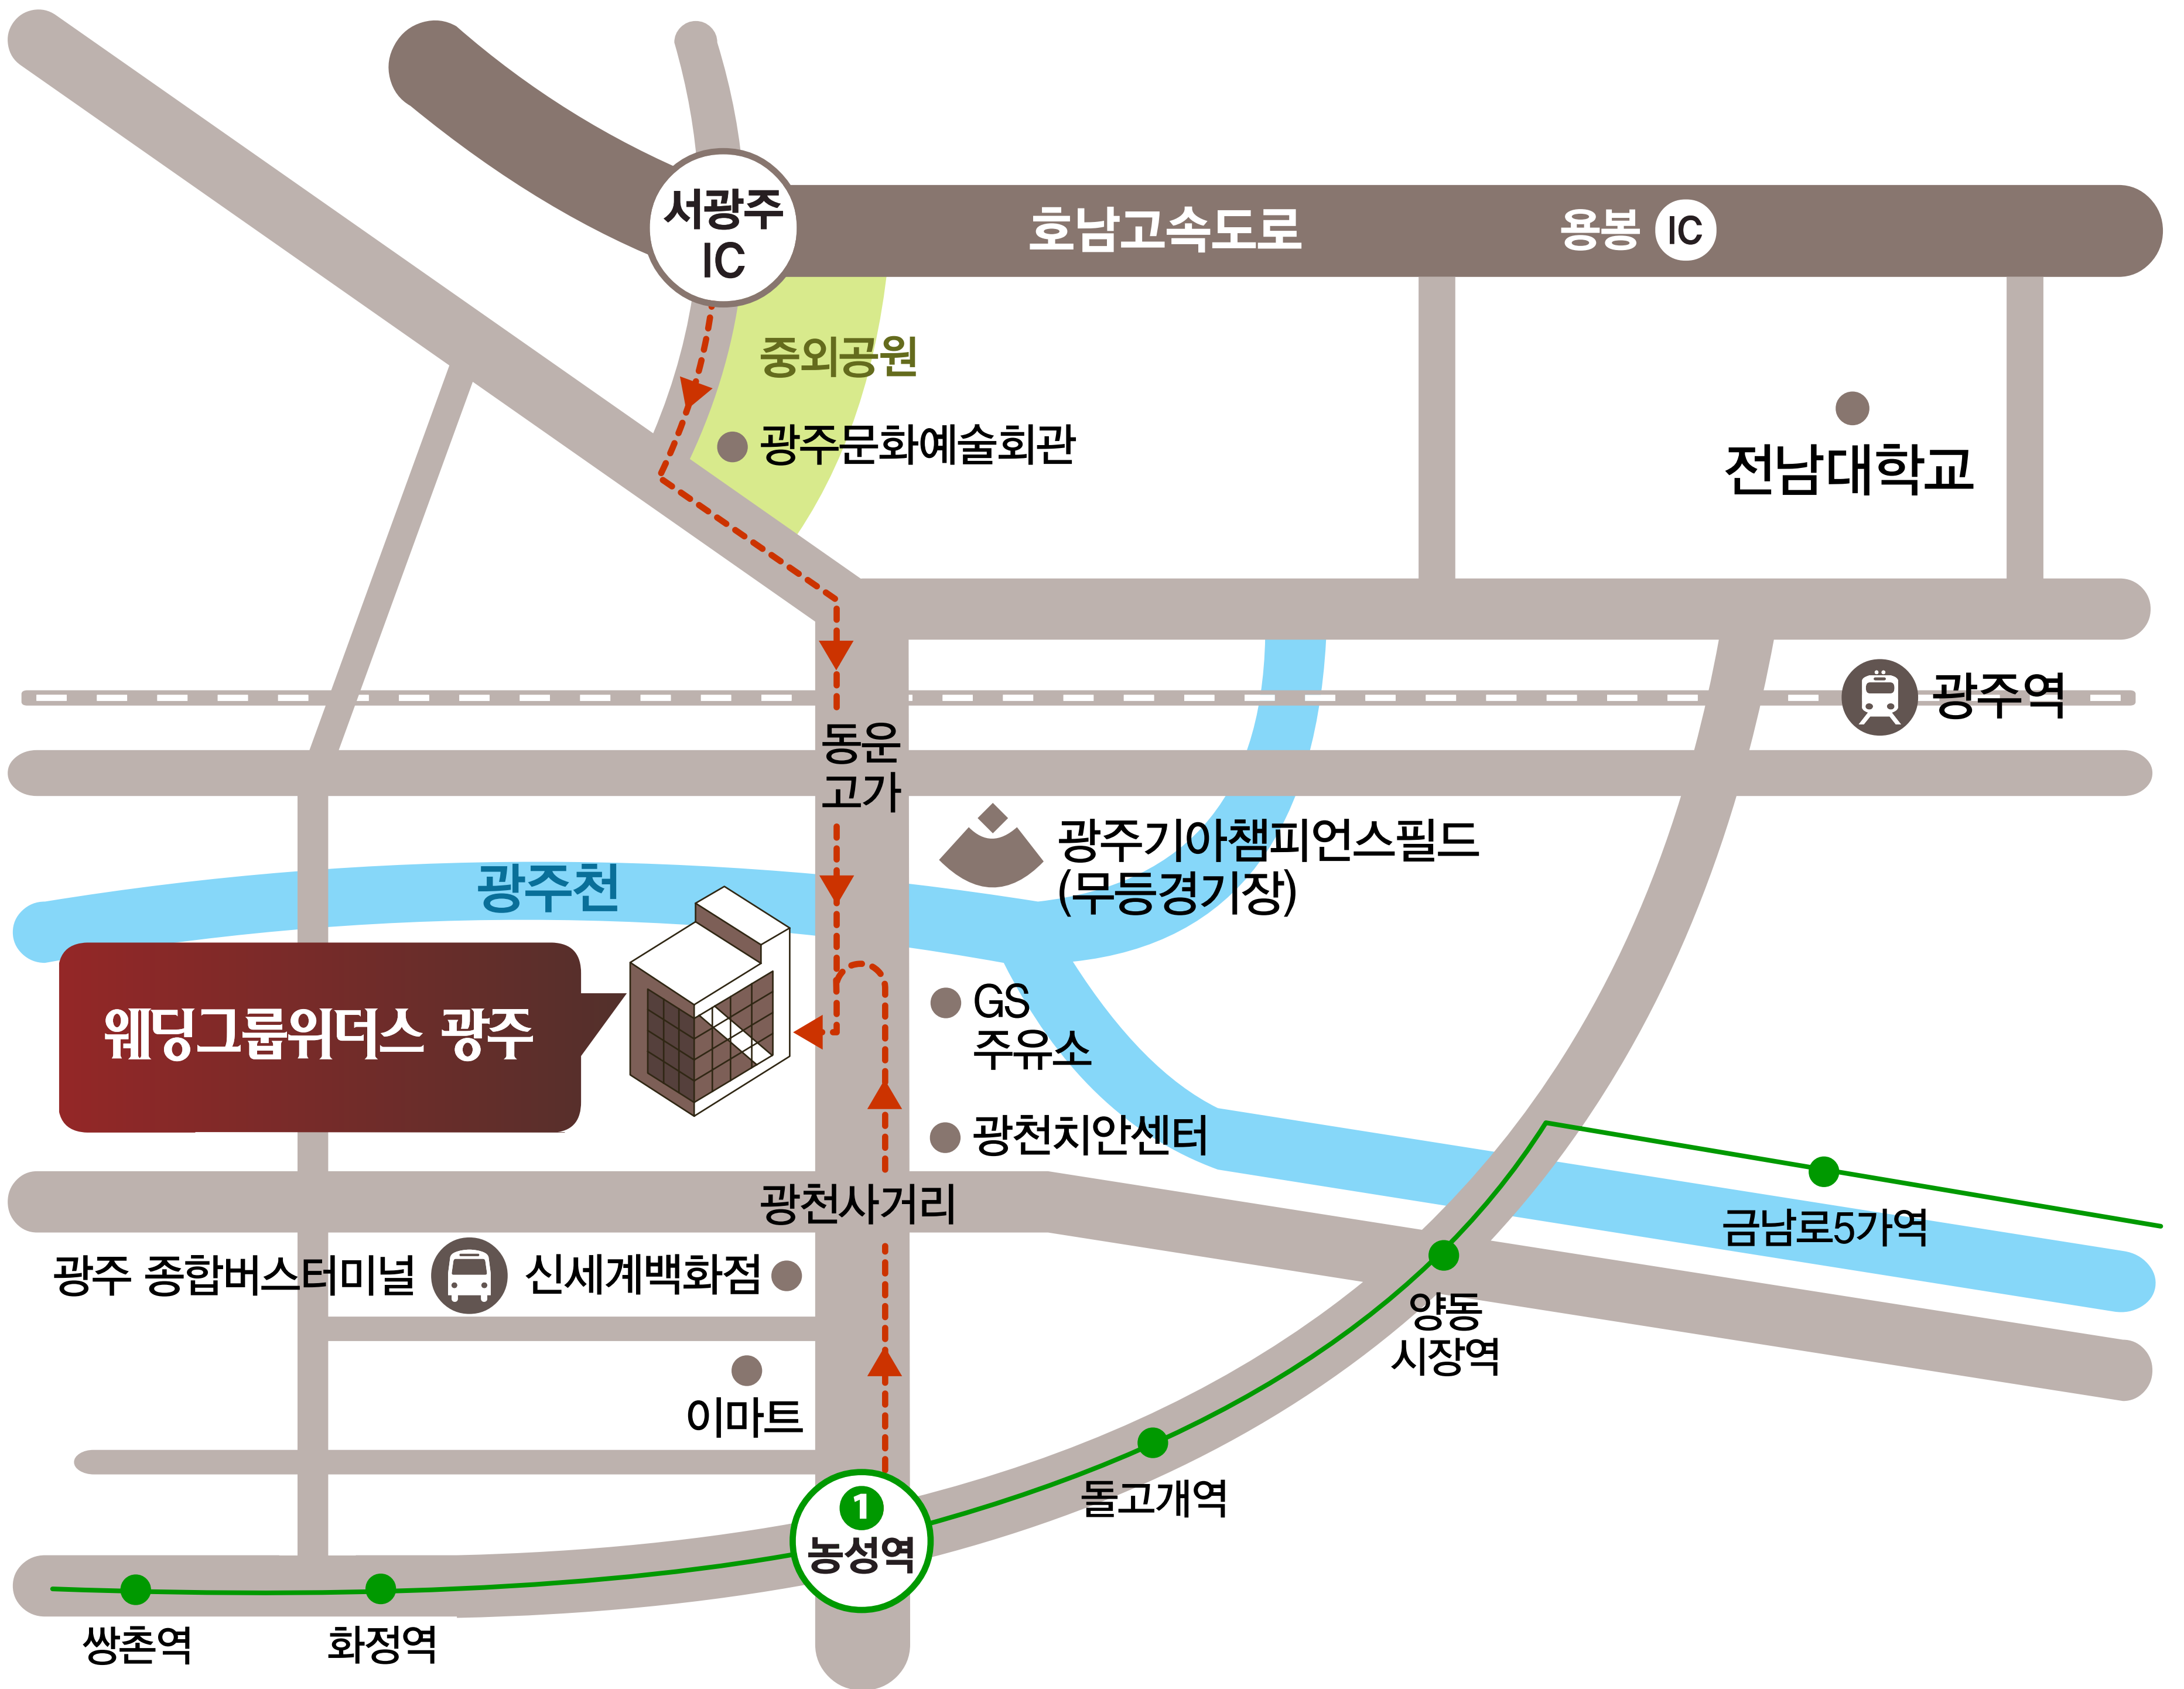 서광주
IC
호남고속도로
용봉 IC
중외공원
광주문화예술회관
전남대학교
광주역
동운
고가
광주기아챔피언스필드
(무등경기장)
광주천
웨딩그룹위더스 광주
GS
주유소
광천치안센터
광천사거리
금남로5가역
광주 종합버스터미널
신세계백화점
양동
시장역
이마트
돌고개역
1
농성역
쌍촌역
화정역